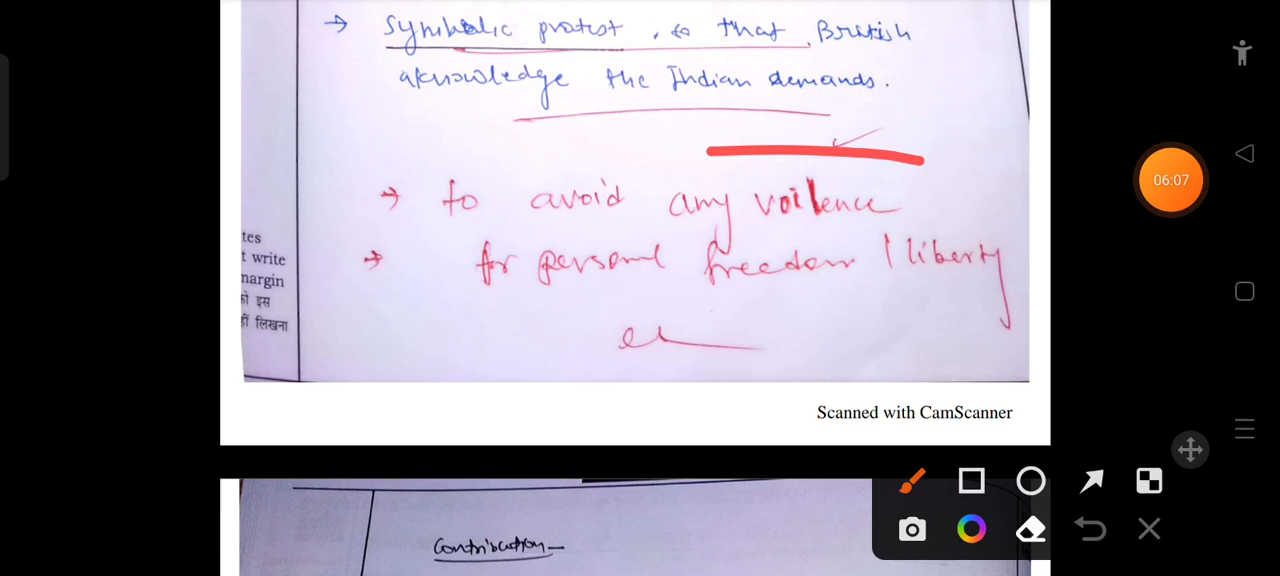 → Symbolic protest, so that, British
aknowledge the Indian demands.
→ to avoid any voilence
→ for personal freedom / liberty
tes
t write
margin
को इस
हीं लिखना
Scanned with CamScanner
06:07
Contribution—